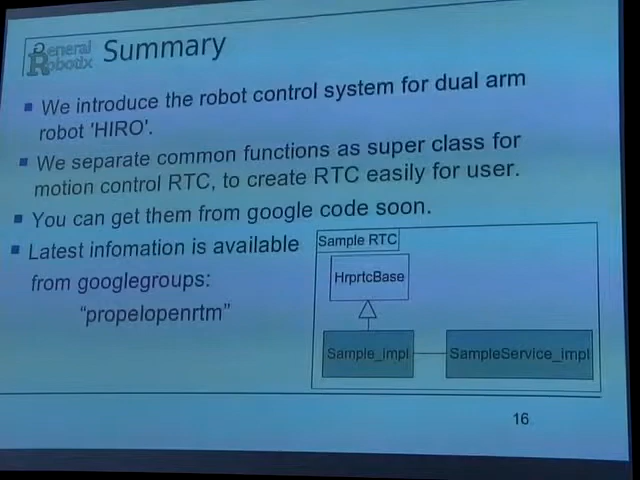 General
Robotix
Summary
We introduce the robot control system for dual arm
robot 'HIRO'.
We separate common functions as super class for
motion control RTC, to create RTC easily for user.
You can get them from google code soon.
Latest infomation is available
from googlegroups:
"propelopenrtm"
Sample RTC
HrprtcBase
Sample_impl
SampleService_impl
16